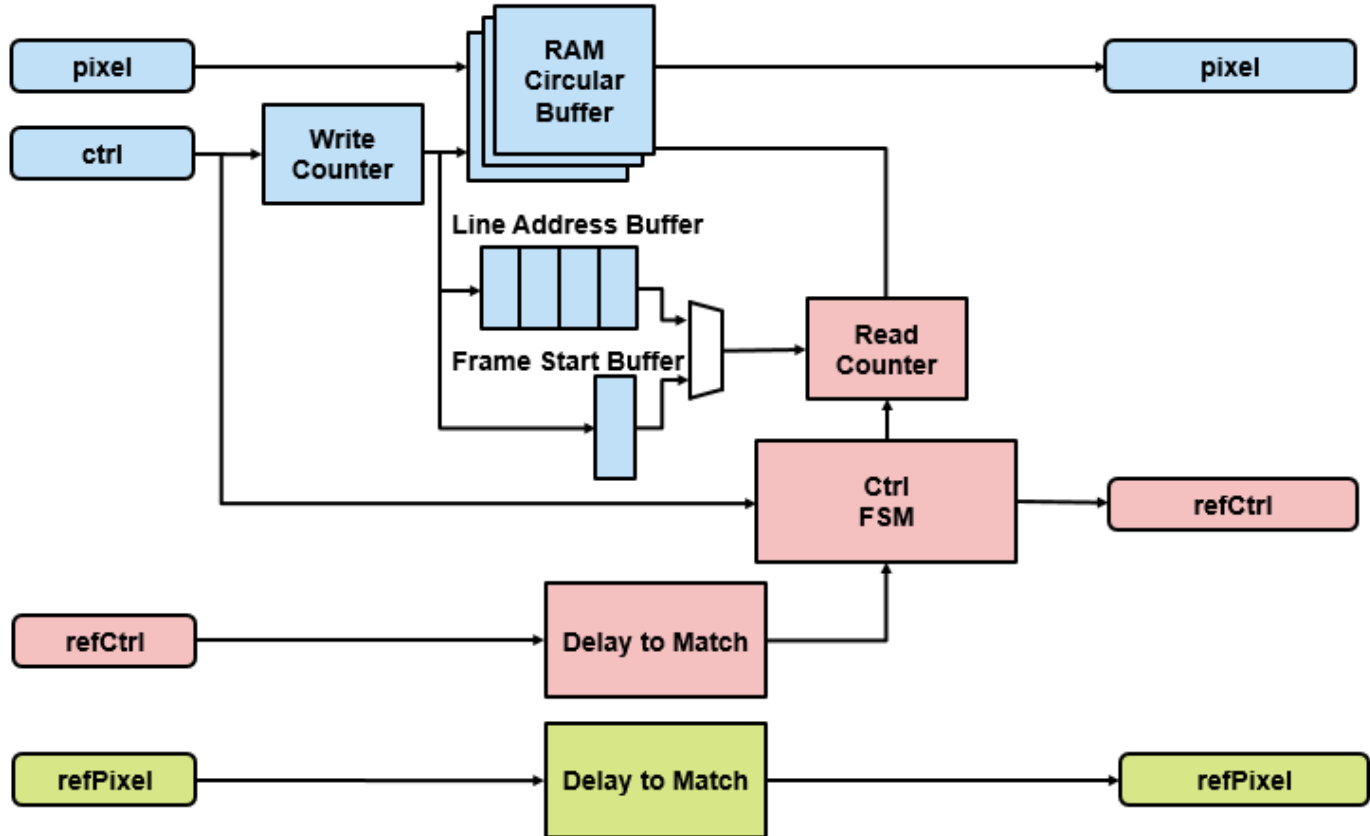 pixel
RAM
Circular
Buffer
pixel
ctrl
Write
Counter
Line Address Buffer
Frame Start Buffer
Read
Counter
Ctrl
FSM
refCtrl
refCtrl
Delay to Match
refPixel
Delay to Match
refPixel